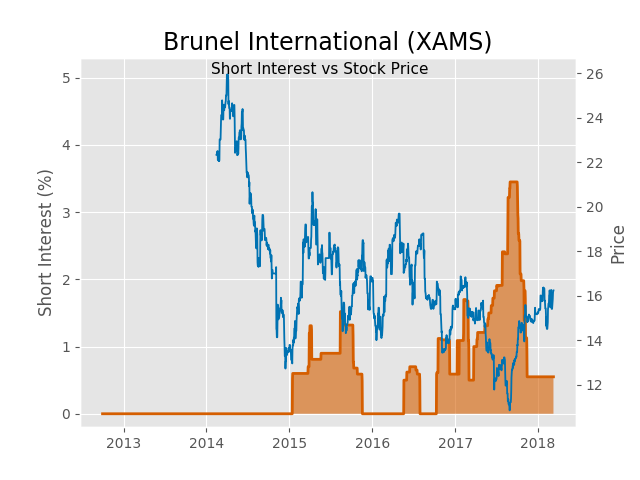 Brunel International (XAMS)
Short Interest vs Stock Price
Short Interest (%)
5
4
3
2
1
0
26
24
22
20
18
16
14
12
Price
2013 2014 2015 2016 2017 2018